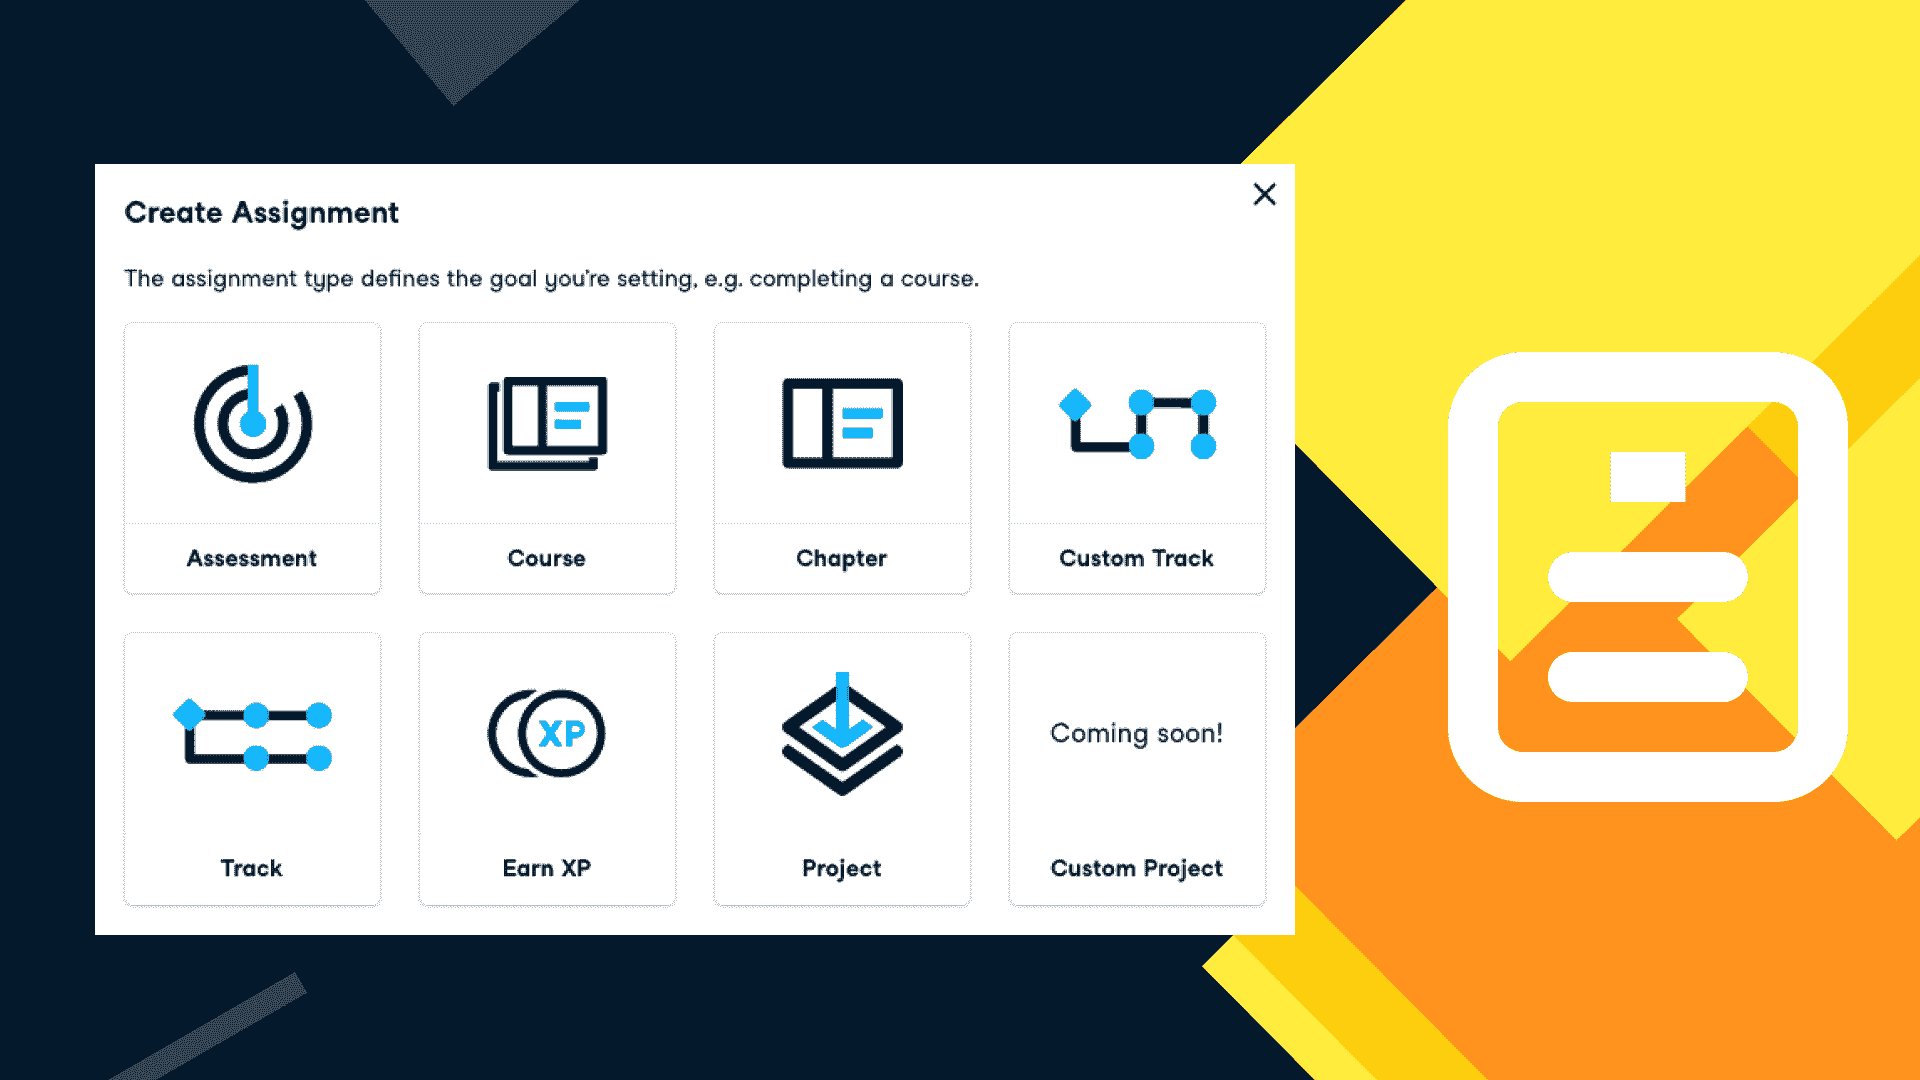 Create Assignment
The assignment type defines the goal you're setting, e.g. completing a course.
Assessment
Course
Chapter
Custom Track
XP
Coming soon!
Track
Earn XP
Project
Custom Project